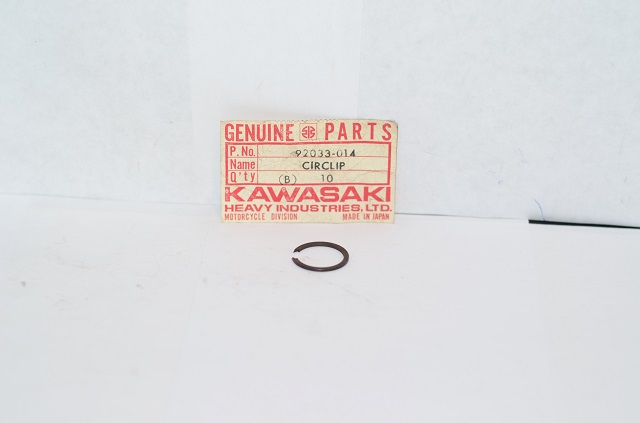 GENUINE PARTS
P. No. 92033-014
Name CIRCLIP
Q'ty (B) 10
KAWASAKI
HEAVY INDUSTRIES, LTD.
MOTORCYCLE DIVISION MADE IN JAPAN